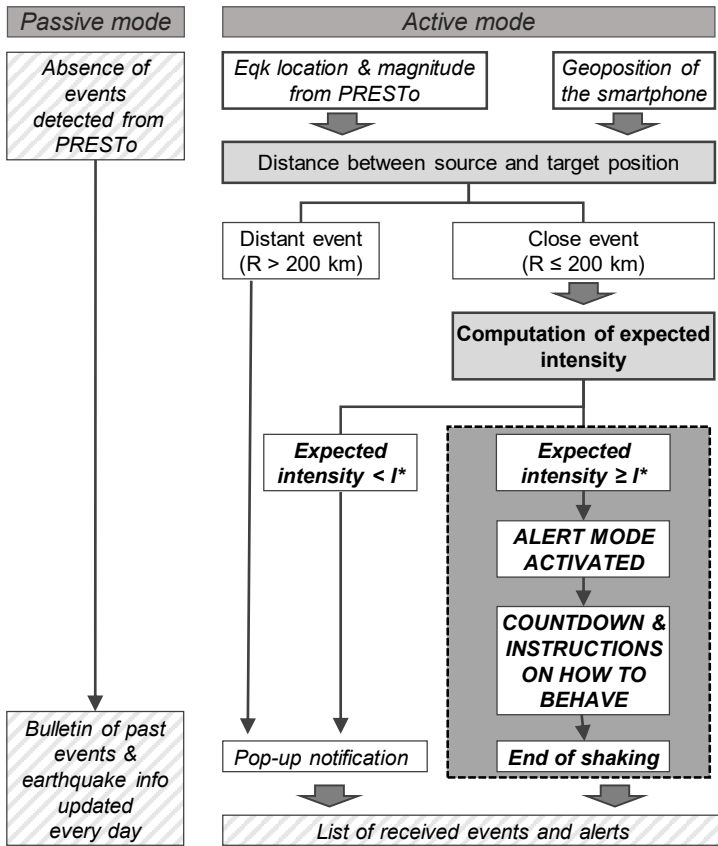 Passive mode
Active mode
Absence of
events
detected from
PRESTo
Eqk location & magnitude
from PRESTo
Geoposition of
the smartphone
Distance between source and target position
Distant event
(R > 200 km)
Close event
(R ≤ 200 km)
Computation of expected
intensity
Expected
intensity < I*
Expected
intensity ≥ I*
ALERT MODE
ACTIVATED
COUNTDOWN &
INSTRUCTIONS
ON HOW TO
BEHAVE
Bulletin of past
events &
earthquake info
updated
every day
Pop-up notification
End of shaking
List of received events and alerts